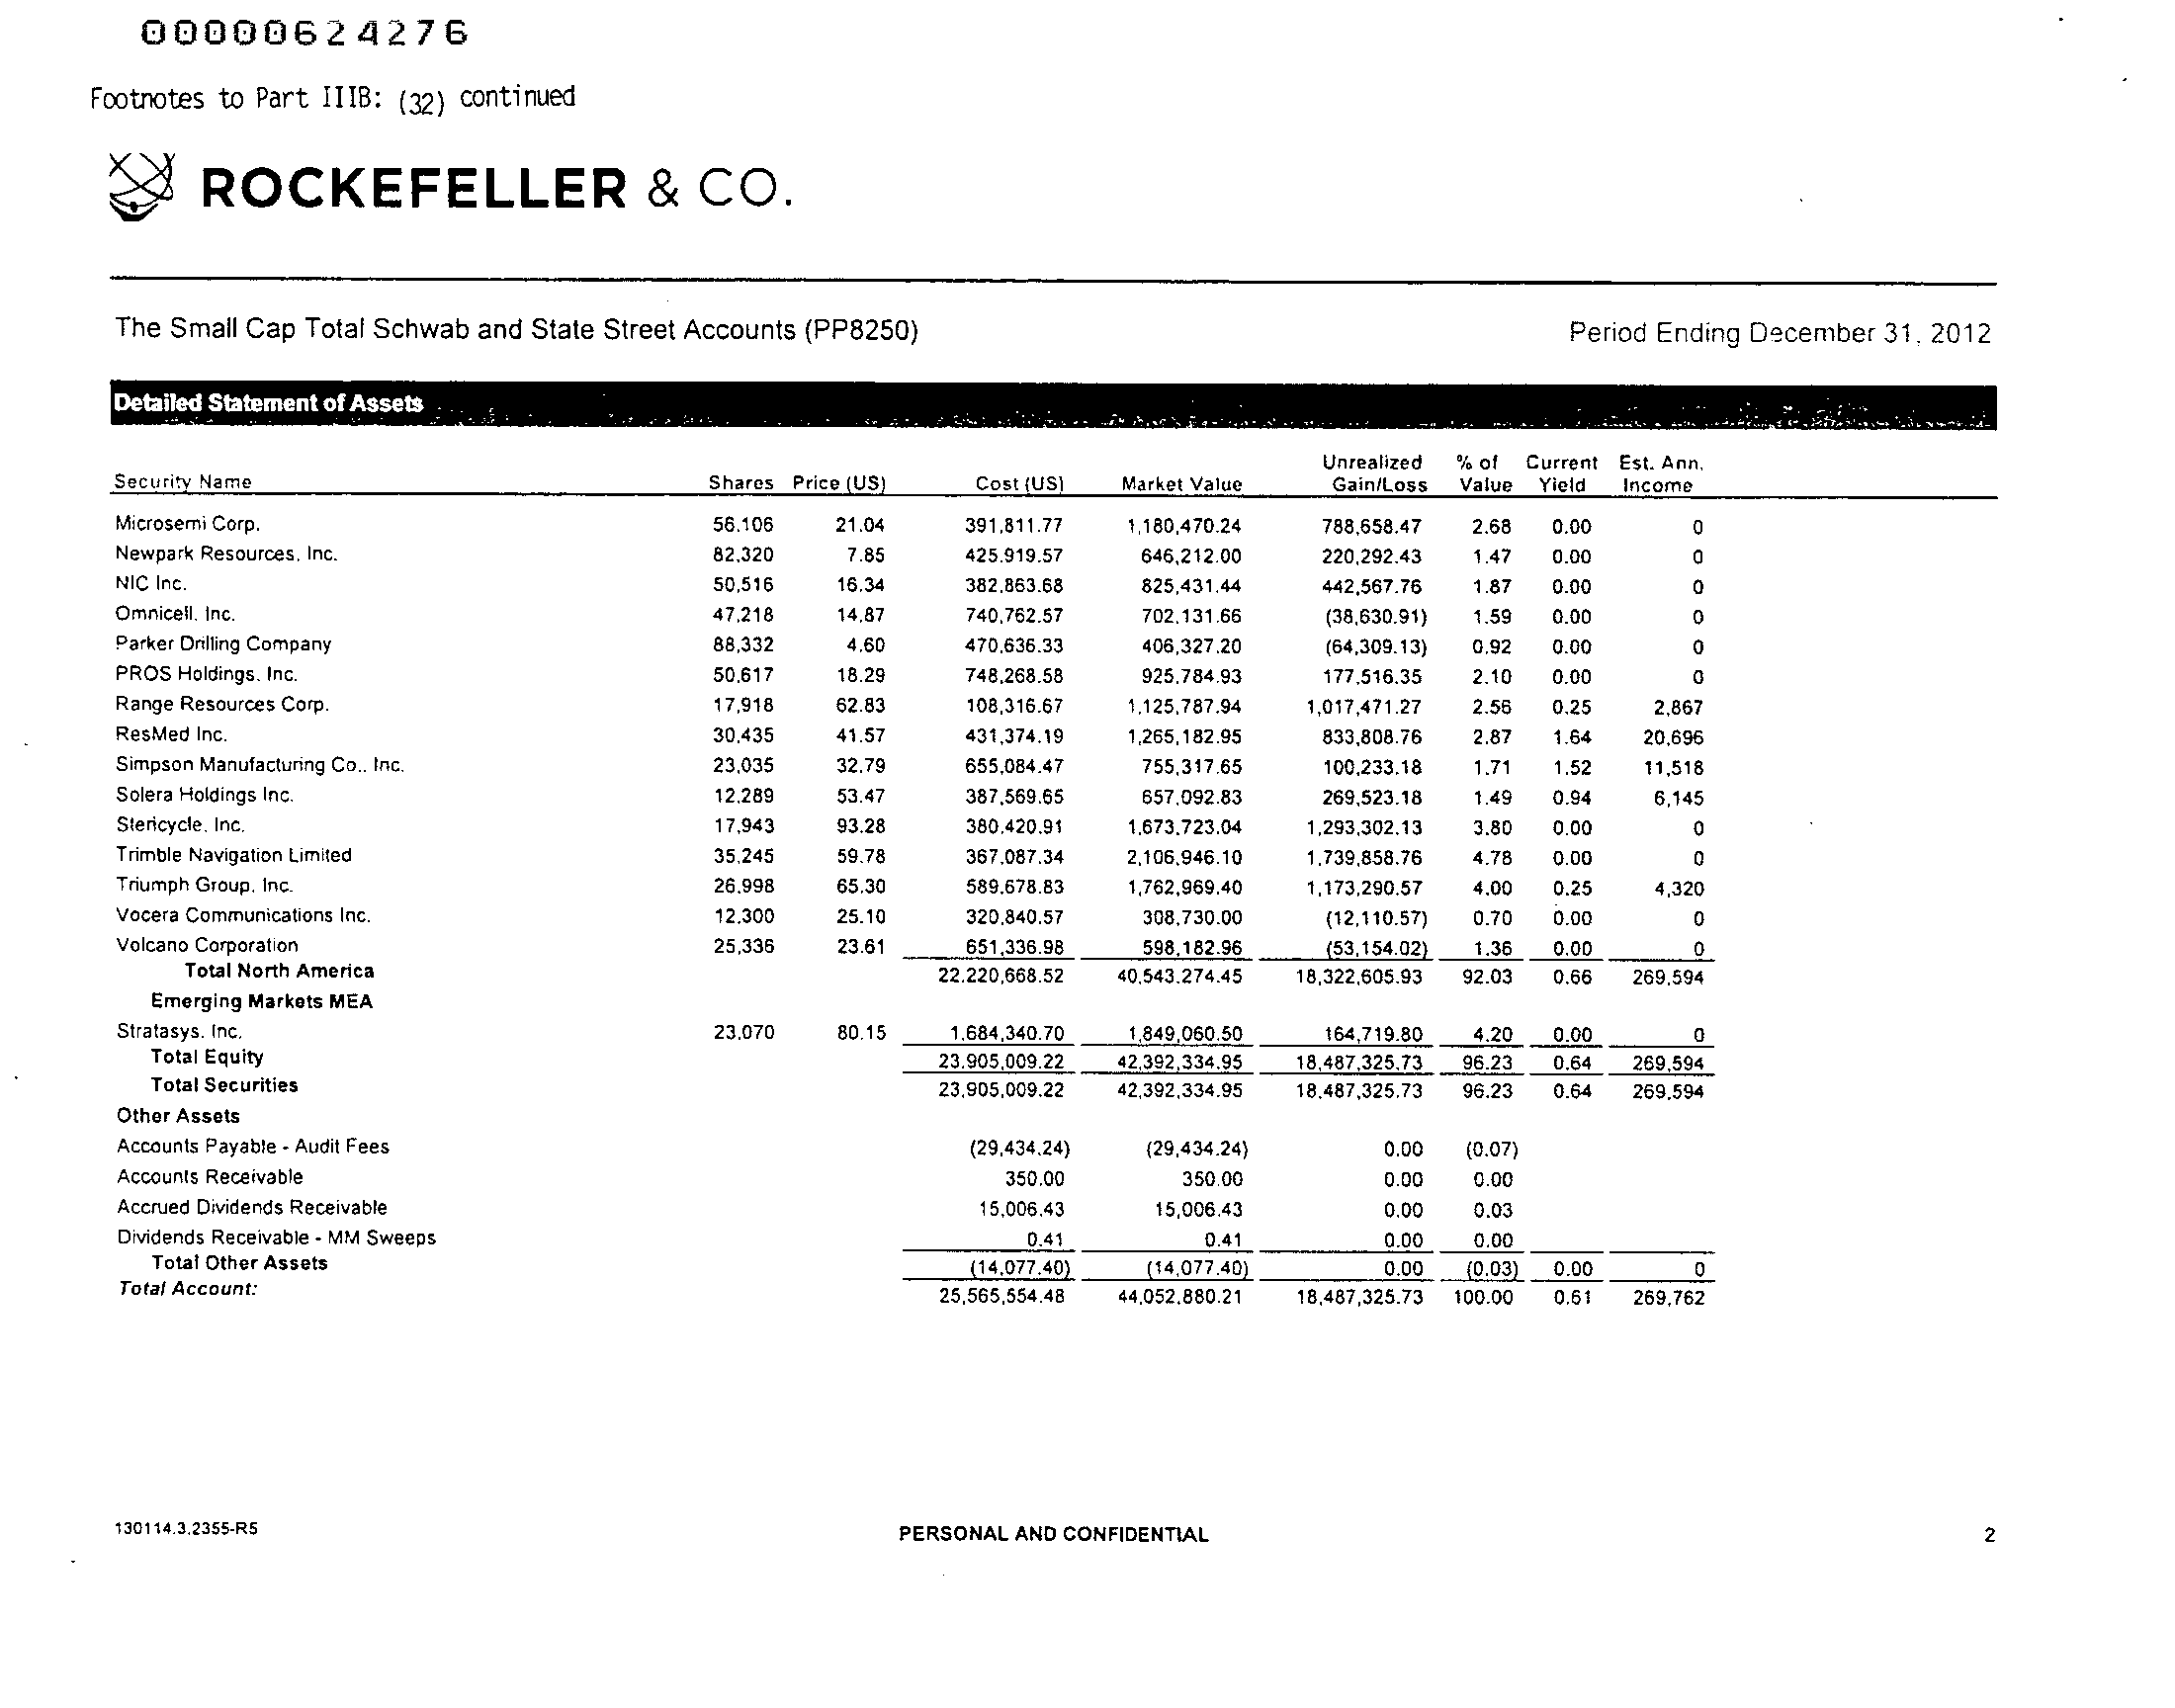 00000624276
Footnotes to Part IIIB: (32) continued
ROCKEFELLER & CO.
The Small Cap Total Schwab and State Street Accounts (PP8250) Period Ending December 31, 2012
Detailed Statement of Assets
Unrealized % of Current Est. Ann.
Security Name Shares Price (US) Cost (US) Market Value Gain/Loss Value Yield Income
Microsemi Corp. 56,106 21.04 391,811.77 1,180,470.24 788,658.47 2.68 0.00 0
Newpark Resources, Inc. 82,320 7.85 425,919.57 646,212.00 220,292.43 1.47 0.00 0
NIC Inc. 50,516 16.34 382,863.68 825,431.44 442,567.76 1.87 0.00 0
Omnicell, Inc. 47,218 14.87 740,762.57 702,131.66 (38,630.91) 1.59 0.00 0
Parker Drilling Company 88,332 4.60 470,636.33 406,327.20 (64,309.13) 0.92 0.00 0
PROS Holdings, Inc. 50,617 18.29 748,268.58 925,784.93 177,516.35 2.10 0.00 0
Range Resources Corp. 17,918 62.83 108,316.67 1,125,787.94 1,017,471.27 2.56 0.25 2,867
ResMed Inc. 30,435 41.57 431,374.19 1,265,182.95 833,808.76 2.87 1.64 20,696
Simpson Manufacturing Co., Inc. 23,035 32.79 655,084.47 755,317.65 100,233.18 1.71 1.52 11,518
Solera Holdings Inc. 12,289 53.47 387,569.65 657,092.83 269,523.18 1.49 0.94 6,145
Stericycle, Inc. 17,943 93.28 380,420.91 1,673,723.04 1,293,302.13 3.80 0.00 0
Trimble Navigation Limited 35,245 59.78 367,087.34 2,106,946.10 1,739,858.76 4.78 0.00 0
Triumph Group, Inc. 26,998 65.30 589,678.83 1,762,969.40 1,173,290.57 4.00 0.25 4,320
Vocera Communications Inc. 12,300 25.10 320,840.57 308,730.00 (12,110.57) 0.70 0.00 0
Volcano Corporation 25,336 23.61 651,336.98 598,182.96 (53,154.02) 1.36 0.00 0
Total North America 22,220,668.52 40,543,274.45 18,322,605.93 92.03 0.66 269,594
Emerging Markets MEA
Stratasys, Inc. 23,070 80.15 1,684,340.70 1,849,060.50 164,719.80 4.20 0.00 0
Total Equity 23,905,009.22 42,392,334.95 18,487,325.73 96.23 0.64 269,594
Total Securities 23,905,009.22 42,392,334.95 18,487,325.73 96.23 0.64 269,594
Other Assets
Accounts Payable - Audit Fees (29,434.24) (29,434.24) 0.00 (0.07)
Accounts Receivable 350.00 350.00 0.00 0.00
Accrued Dividends Receivable 15,006.43 15,006.43 0.00 0.03
Dividends Receivable - MM Sweeps 0.41 0.41 0.00 0.00
Total Other Assets (14,077.40) (14,077.40) 0.00 (0.03) 0.00 0
Total Account: 25,565,554.48 44,052,880.21 18,487,325.73 100.00 0.61 269,762
130114.3.2355-R5 PERSONAL AND CONFIDENTIAL 2